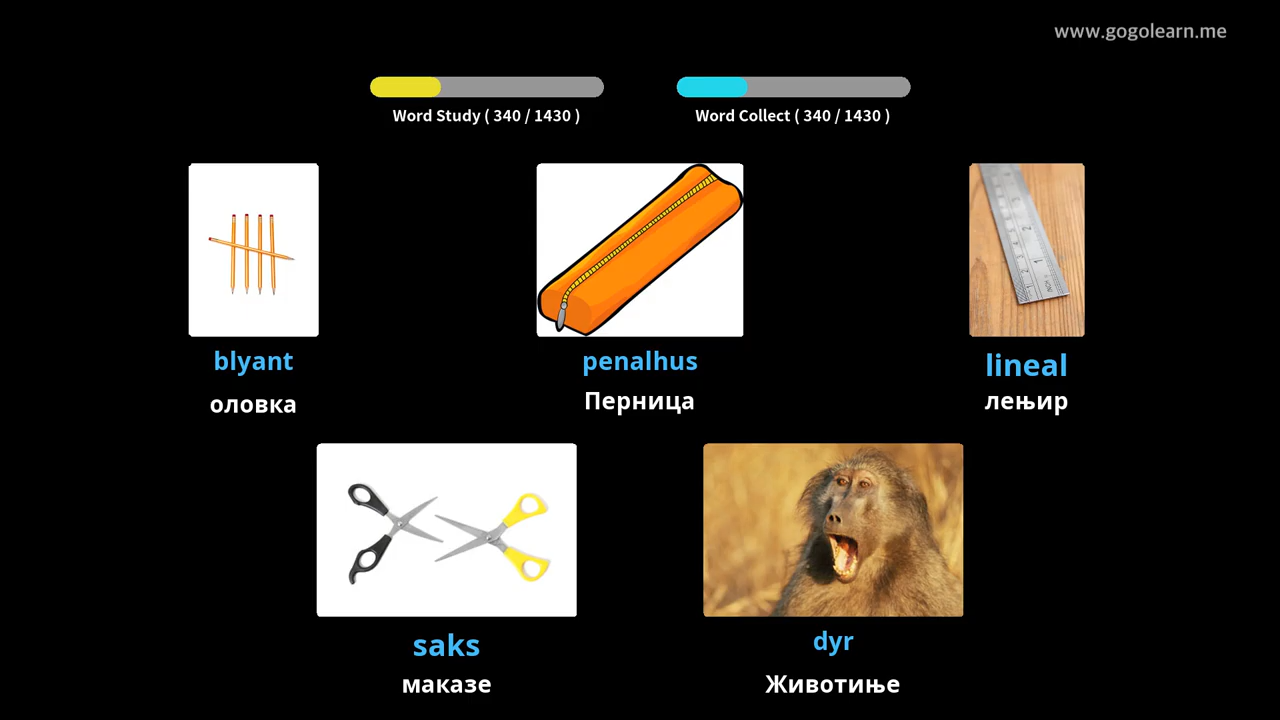 www.gogolearn.me
Word Study ( 340 / 1430 )
Word Collect ( 340 / 1430 )
blyant
оловка
penalhus
Перница
lineal
лењир
saks
маказе
dyr
Животиње